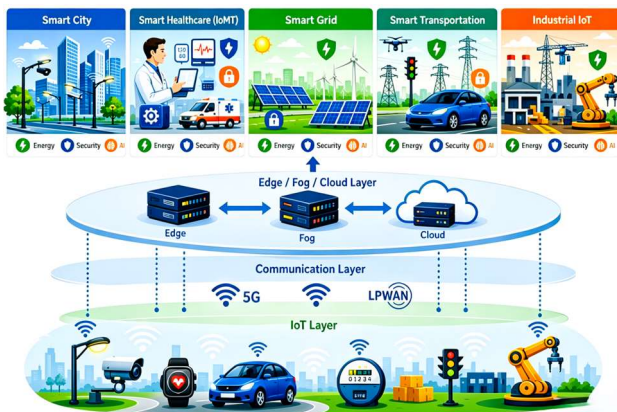 Smart City
Smart Healthcare (IoMT)
Smart Grid
Smart Transportation
Industrial IoT
Energy Security AI
Energy Security AI
Energy Security AI
Energy Security AI
Energy Security AI
Edge / Fog / Cloud Layer
Edge
Fog
Cloud
Communication Layer
5G
LPWAN
IoT Layer
01234